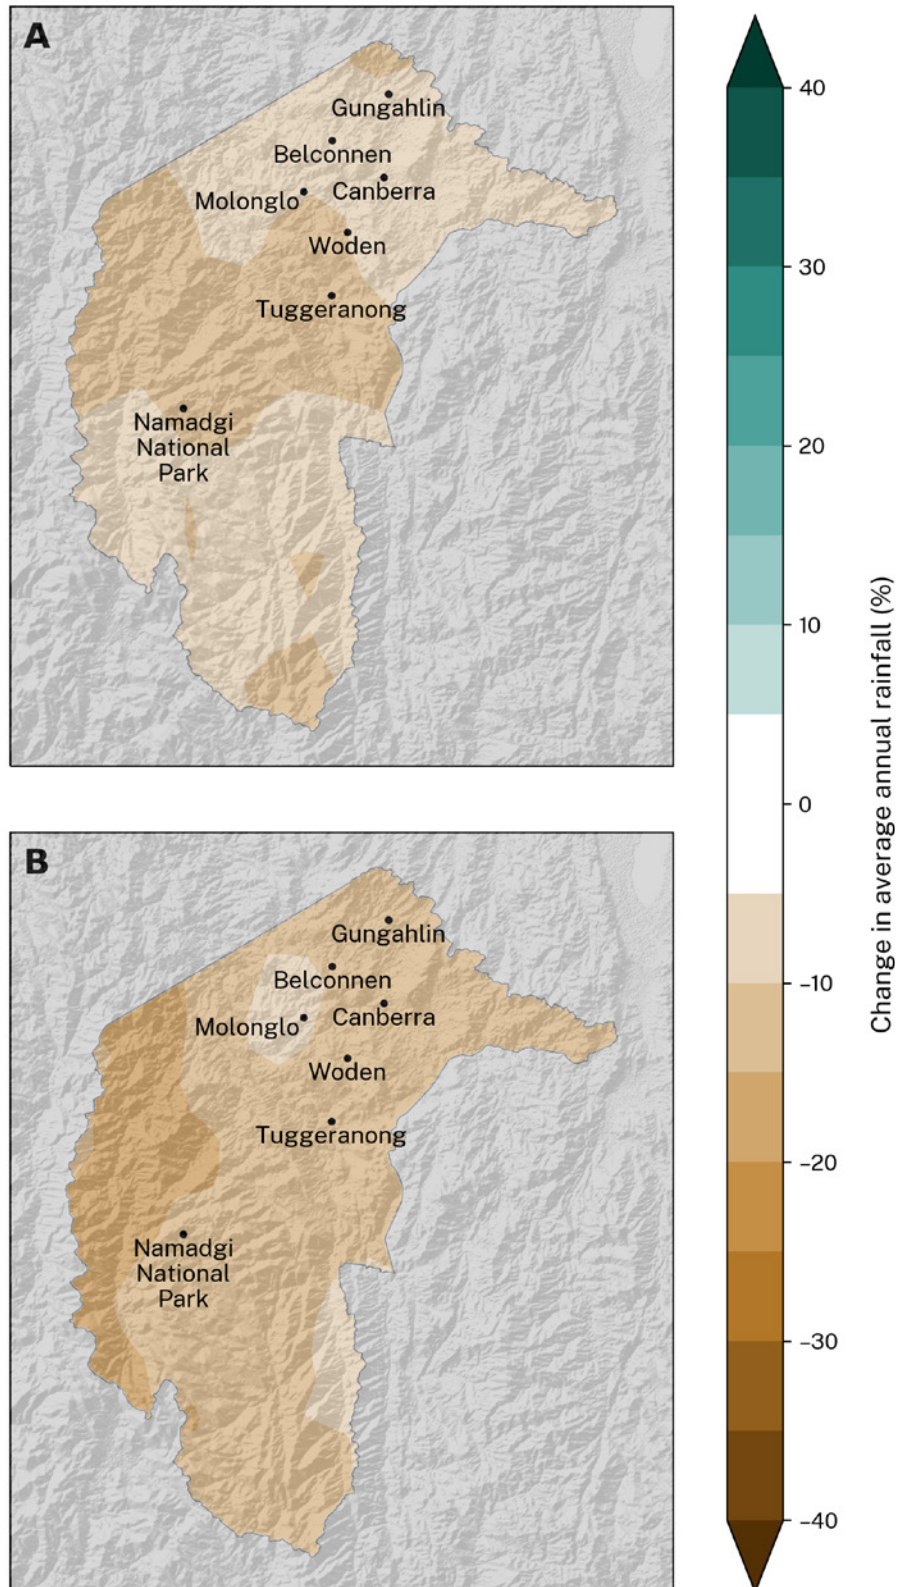 A
Gungahlin
Belconnen
Molonglo
Canberra
Woden
Tuggeranong
Namadgi
National
Park
B
Gungahlin
Belconnen
Molonglo
Canberra
Woden
Tuggeranong
Namadgi
National
Park
40
30
20
10
0
−10
−20
−30
−40
Change in average annual rainfall (%)